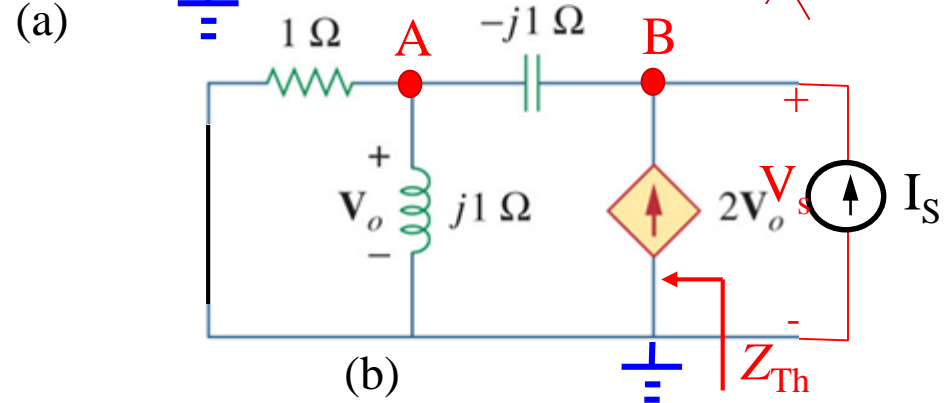 (a)
1 Ω
A
−j1 Ω
B
+
+
V_o
j1 Ω
2V_o
V_s
I_S
−
-
(b)
Z_Th